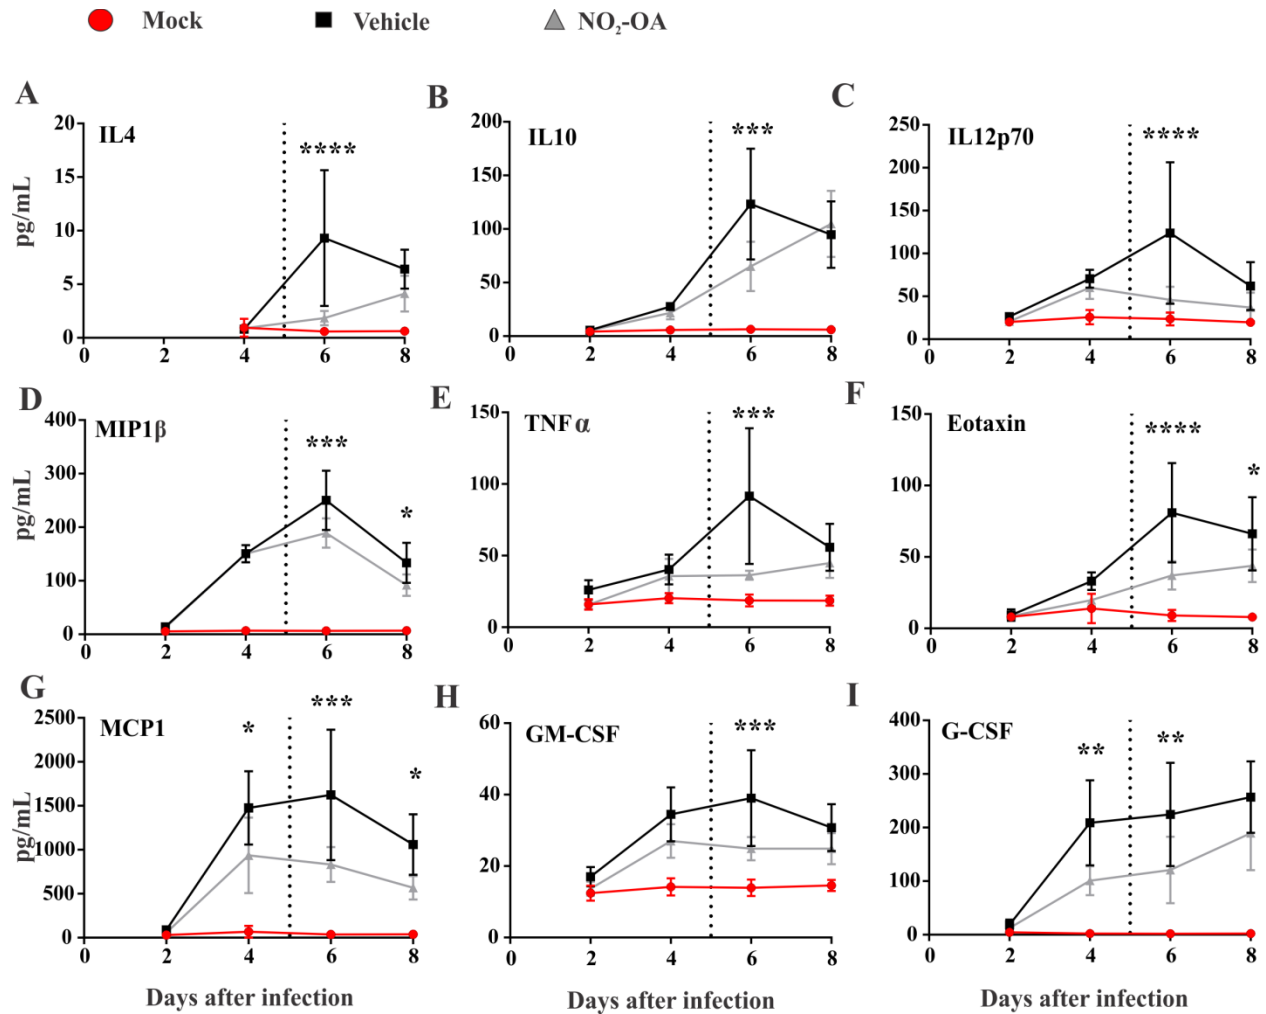 Mock Vehicle NO₂-OA
A B C
IL4 IL10 IL12p70
**** *** ****
pg/mL
20 15 10 5 0
200 150 100 50 0
250 200 150 100 50 0
0 2 4 6 8 0 2 4 6 8 0 2 4 6 8
D E F
MIP1β TNFα Eotaxin
*** * *** **** *
pg/mL
400 300 200 100 0
150 100 50 0
150 100 50 0
0 2 4 6 8 0 2 4 6 8 0 2 4 6 8
G H I
MCP1 GM-CSF G-CSF
* *** * *** ** **
pg/mL
2500 2000 1500 1000 500 0
60 40 20 0
400 300 200 100 0
0 2 4 6 8 0 2 4 6 8 0 2 4 6 8
Days after infection Days after infection Days after infection